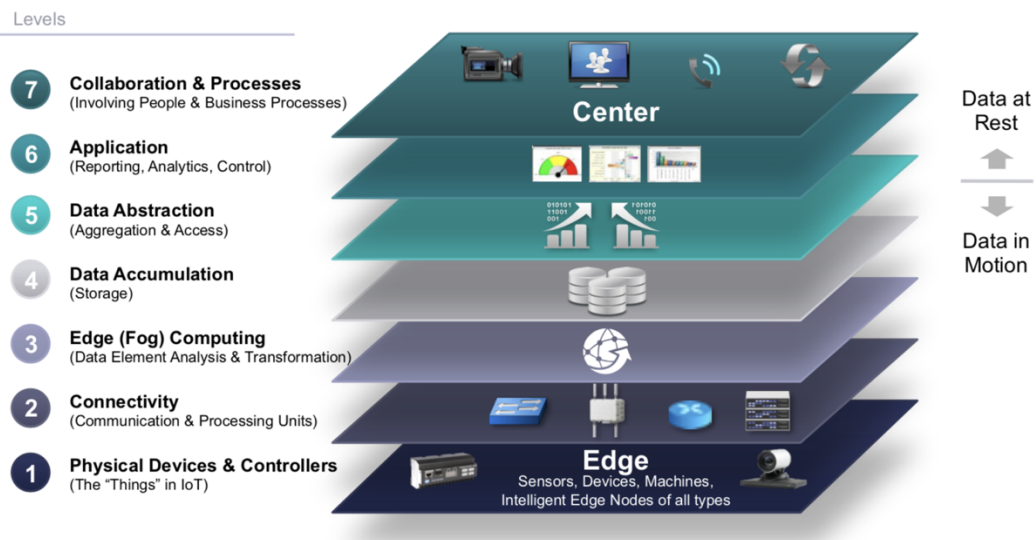 Levels
7
Collaboration & Processes
(Involving People & Business Processes)
6
Application
(Reporting, Analytics, Control)
5
Data Abstraction
(Aggregation & Access)
4
Data Accumulation
(Storage)
3
Edge (Fog) Computing
(Data Element Analysis & Transformation)
2
Connectivity
(Communication & Processing Units)
1
Physical Devices & Controllers
(The “Things” in IoT)
Center
010101
11001
001
Edge
Sensors, Devices, Machines,
Intelligent Edge Nodes of all types
Data at
Rest
Data in
Motion